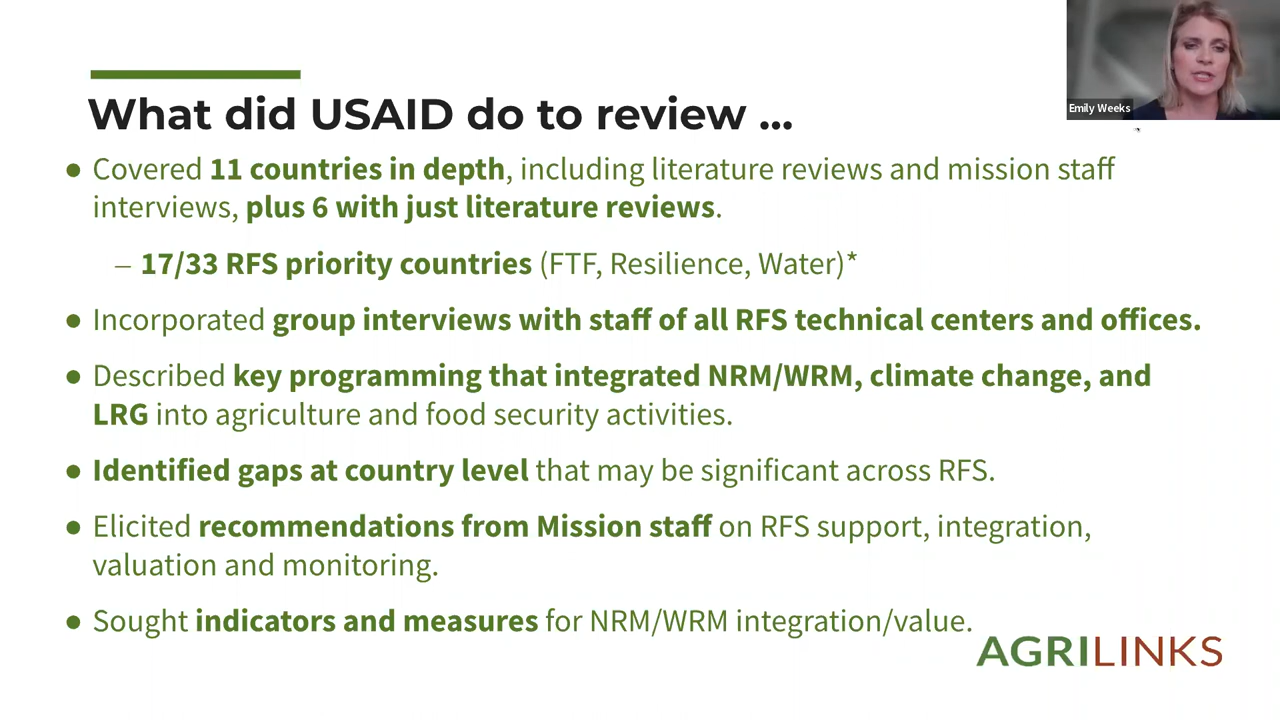 What did USAID do to review ...
Emily Weeks
● Covered 11 countries in depth, including literature reviews and mission staff
interviews, plus 6 with just literature reviews.
– 17/33 RFS priority countries (FTF, Resilience, Water)*
● Incorporated group interviews with staff of all RFS technical centers and offices.
● Described key programming that integrated NRM/WRM, climate change, and
LRG into agriculture and food security activities.
● Identified gaps at country level that may be significant across RFS.
● Elicited recommendations from Mission staff on RFS support, integration,
valuation and monitoring.
● Sought indicators and measures for NRM/WRM integration/value.
AGRILINKS